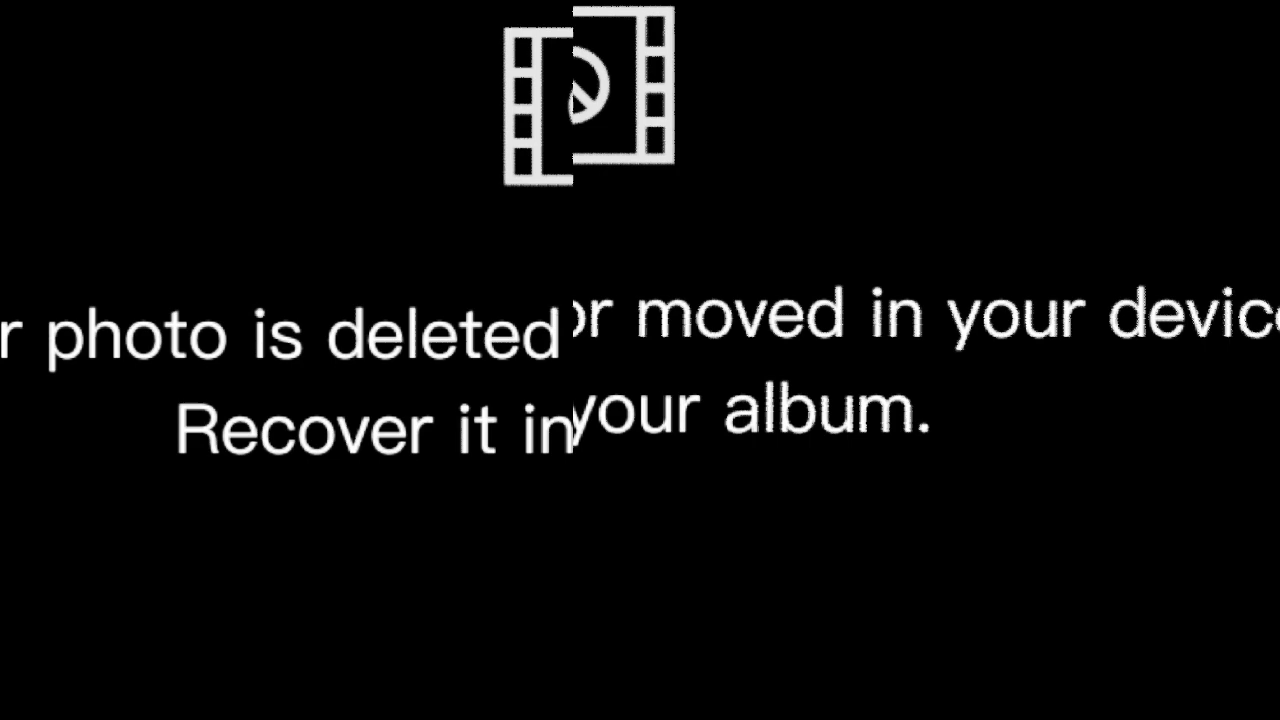 r photo is deleted or moved in your device
Recover it in your album.